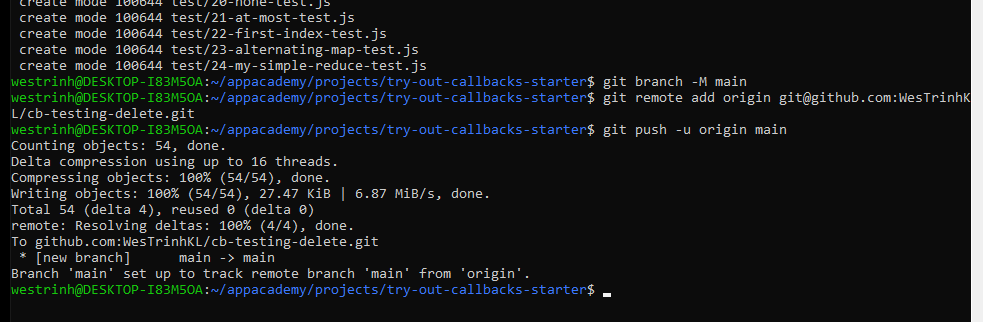 create mode 100644 test/20-none-test.js
create mode 100644 test/21-at-most-test.js
create mode 100644 test/22-first-index-test.js
create mode 100644 test/23-alternating-map-test.js
create mode 100644 test/24-my-simple-reduce-test.js
westrinh@DESKTOP-I83M5OA:~/appacademy/projects/try-out-callbacks-starter$ git branch -M main
westrinh@DESKTOP-I83M5OA:~/appacademy/projects/try-out-callbacks-starter$ git remote add origin git@github.com:WesTrinhK
L/cb-testing-delete.git
westrinh@DESKTOP-I83M5OA:~/appacademy/projects/try-out-callbacks-starter$ git push -u origin main
Counting objects: 54, done.
Delta compression using up to 16 threads.
Compressing objects: 100% (54/54), done.
Writing objects: 100% (54/54), 27.47 KiB | 6.87 MiB/s, done.
Total 54 (delta 4), reused 0 (delta 0)
remote: Resolving deltas: 100% (4/4), done.
To github.com:WesTrinhKL/cb-testing-delete.git
* [new branch] main -> main
Branch 'main' set up to track remote branch 'main' from 'origin'.
westrinh@DESKTOP-I83M5OA:~/appacademy/projects/try-out-callbacks-starter$